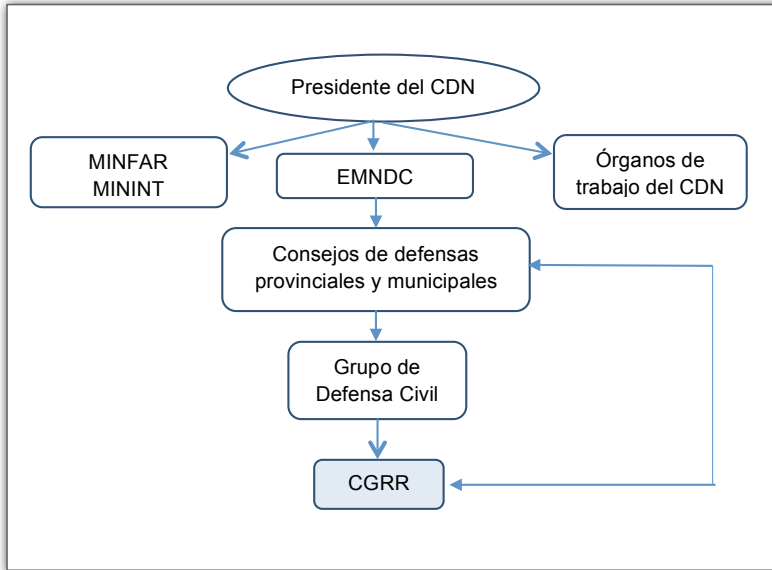 Presidente del CDN
MINFAR
MININT
EMNDC
Órganos de
trabajo del CDN
Consejos de defensas
provinciales y municipales
Grupo de
Defensa Civil
CGRR